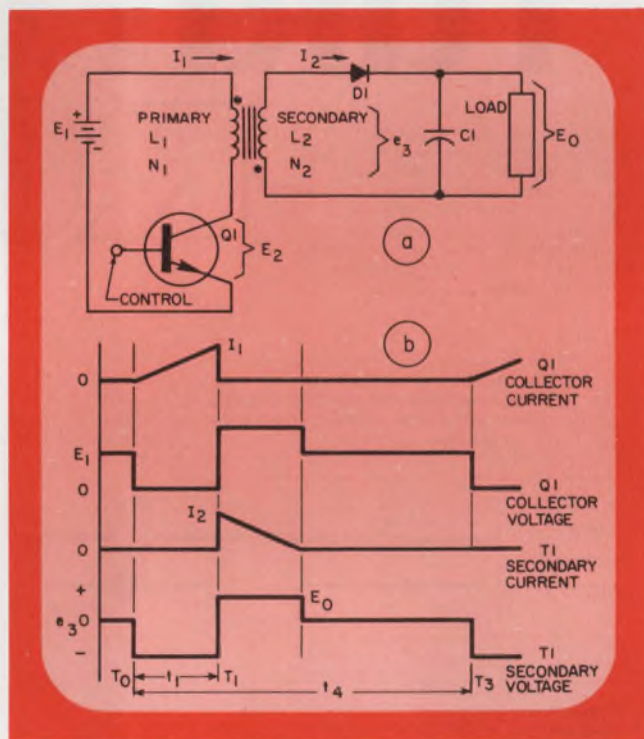 I₁ I₂
D1
E₁ + PRIMARY SECONDARY LOAD
- L₁ L₂ e₃ C1 E₀
N₁ N₂
Q1 E₂
a
CONTROL
b
I₁
0 Q1
COLLECTOR
CURRENT
E₁
0 Q1
COLLECTOR
VOLTAGE
I₂
0 T1
SECONDARY
CURRENT
+
E₀
e₃ 0
- T1
SECONDARY
VOLTAGE
T₀ t₁ T₁ t₄ T₃